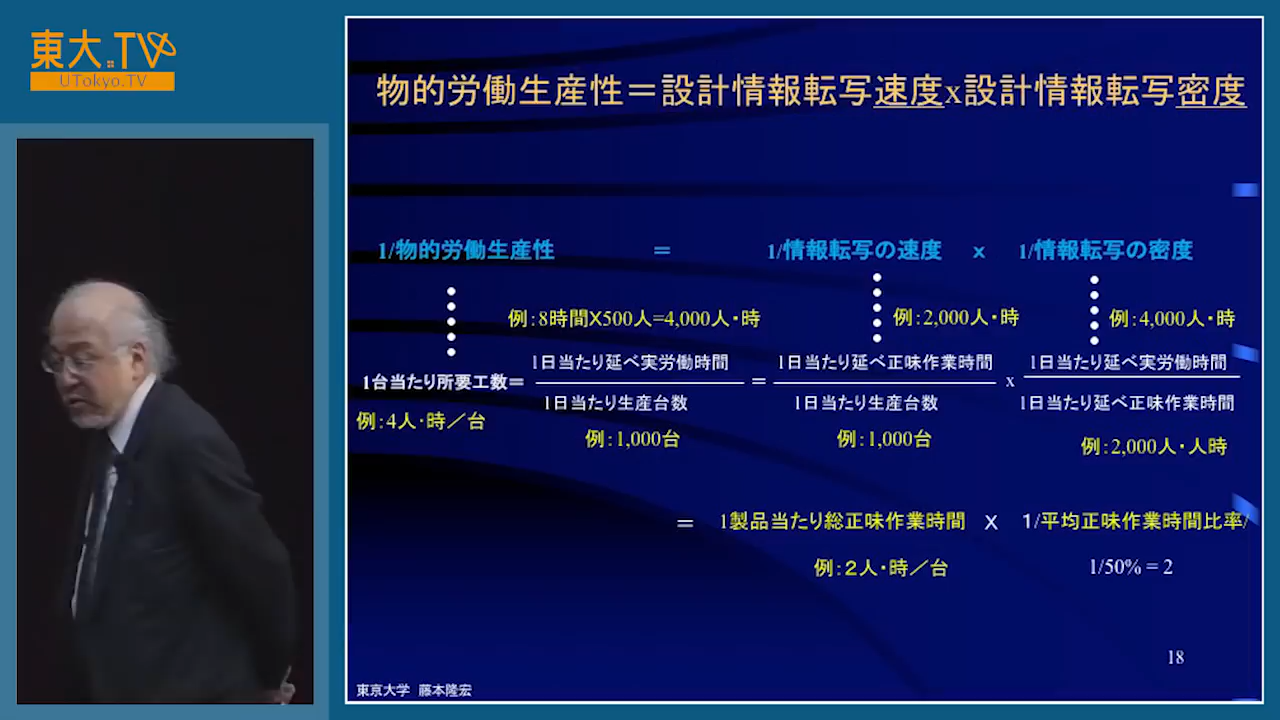 東大.TV
UTokyo.TV
物的労働生産性＝設計情報転写速度x設計情報転写密度
1/物的労働生産性 ＝ 1/情報転写の速度 x 1/情報転写の密度
例：8時間X500人=4,000人・時 例：2,000人・時 例：4,000人・時
1日当たり延べ実労働時間 1日当たり延べ正味作業時間 1日当たり延べ実労働時間
1台当たり所要工数＝ ＝ x
1日当たり生産台数 1日当たり生産台数 1日当たり延べ正味作業時間
例：4人・時／台
例：1,000台 例：1,000台 例：2,000人・人時
＝ 1製品当たり総正味作業時間 X 1/平均正味作業時間比率/
例：2人・時／台 1/50% = 2
18
東京大学 藤本隆宏